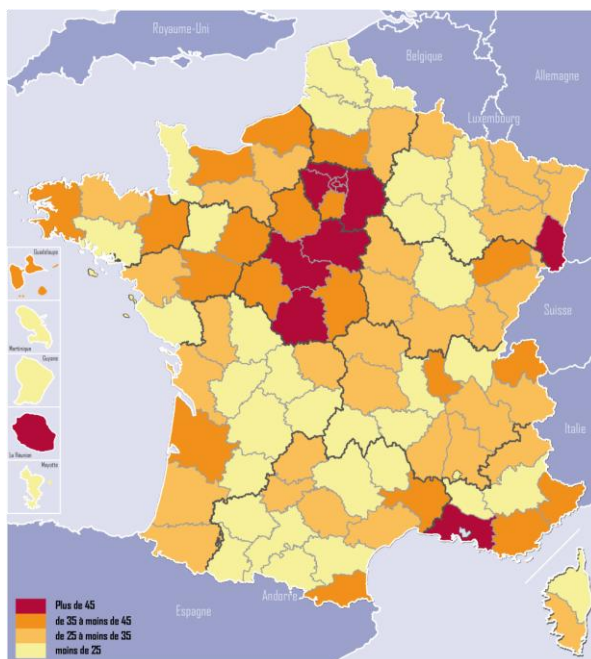 Royaume-Uni
Belgique
Allemagne
Luxembourg
Guadeloupe
Martinique
Guyane
Suisse
La Réunion
Italie
Mayotte
Andorre
Espagne
Plus de 45
de 35 à moins de 45
de 25 à moins de 35
moins de 25